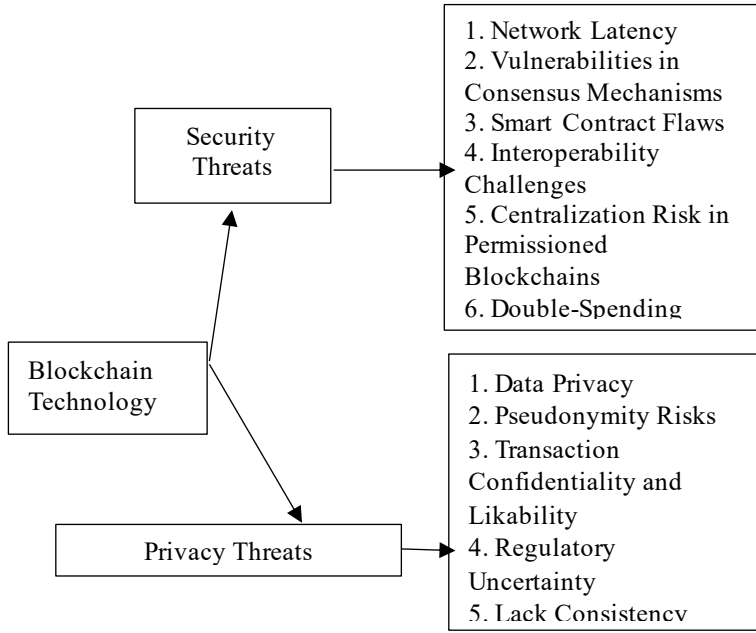 1. Network Latency
2. Vulnerabilities in
Consensus Mechanisms
3. Smart Contract Flaws
4. Interoperability
Challenges
5. Centralization Risk in
Permissioned
Blockchains
6. Double-Spending
Security
Threats
Blockchain
Technology
1. Data Privacy
2. Pseudonymity Risks
3. Transaction
Confidentiality and
Likability
4. Regulatory
Uncertainty
5. Lack Consistency
Privacy Threats